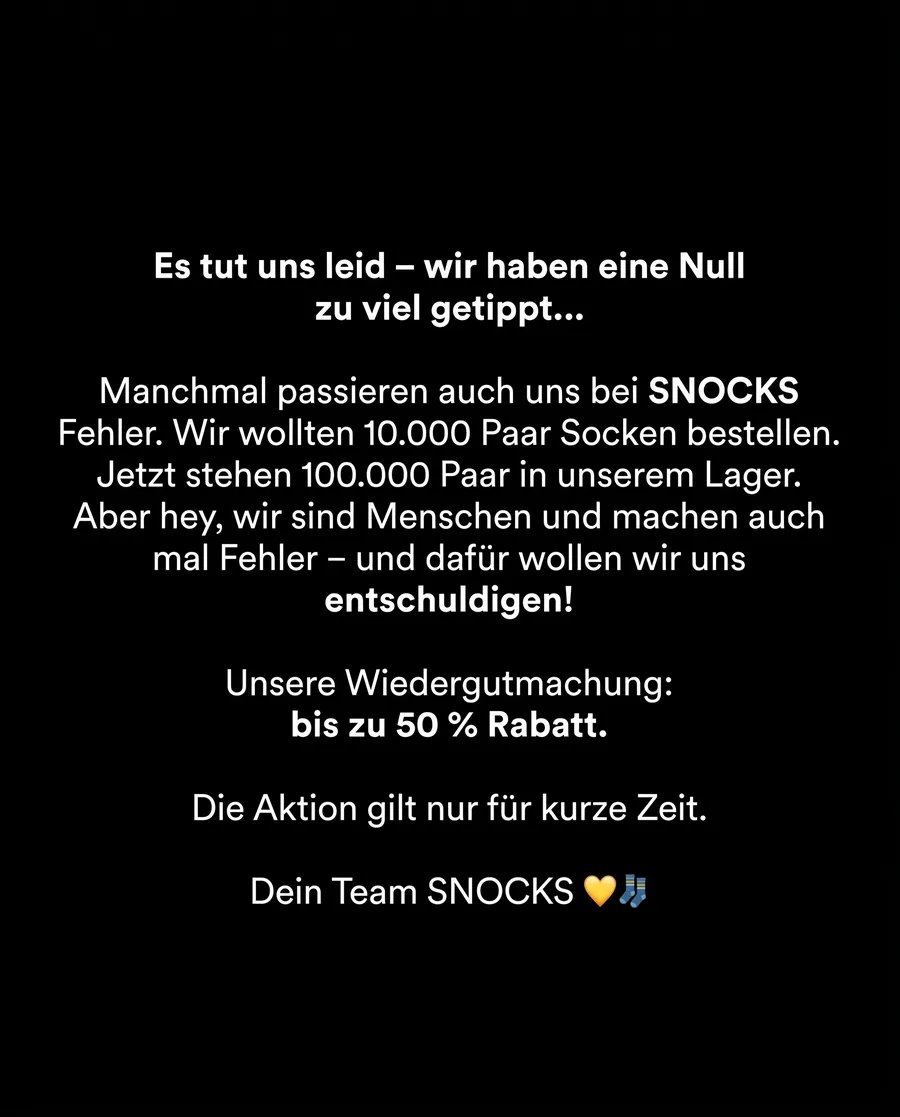 Es tut uns leid – wir haben eine Null
zu viel getippt...
Manchmal passieren auch uns bei SNOCKS
Fehler. Wir wollten 10.000 Paar Socken bestellen.
Jetzt stehen 100.000 Paar in unserem Lager.
Aber hey, wir sind Menschen und machen auch
mal Fehler – und dafür wollen wir uns
entschuldigen!
Unsere Wiedergutmachung:
bis zu 50 % Rabatt.
Die Aktion gilt nur für kurze Zeit.
Dein Team SNOCKS 💛🧦